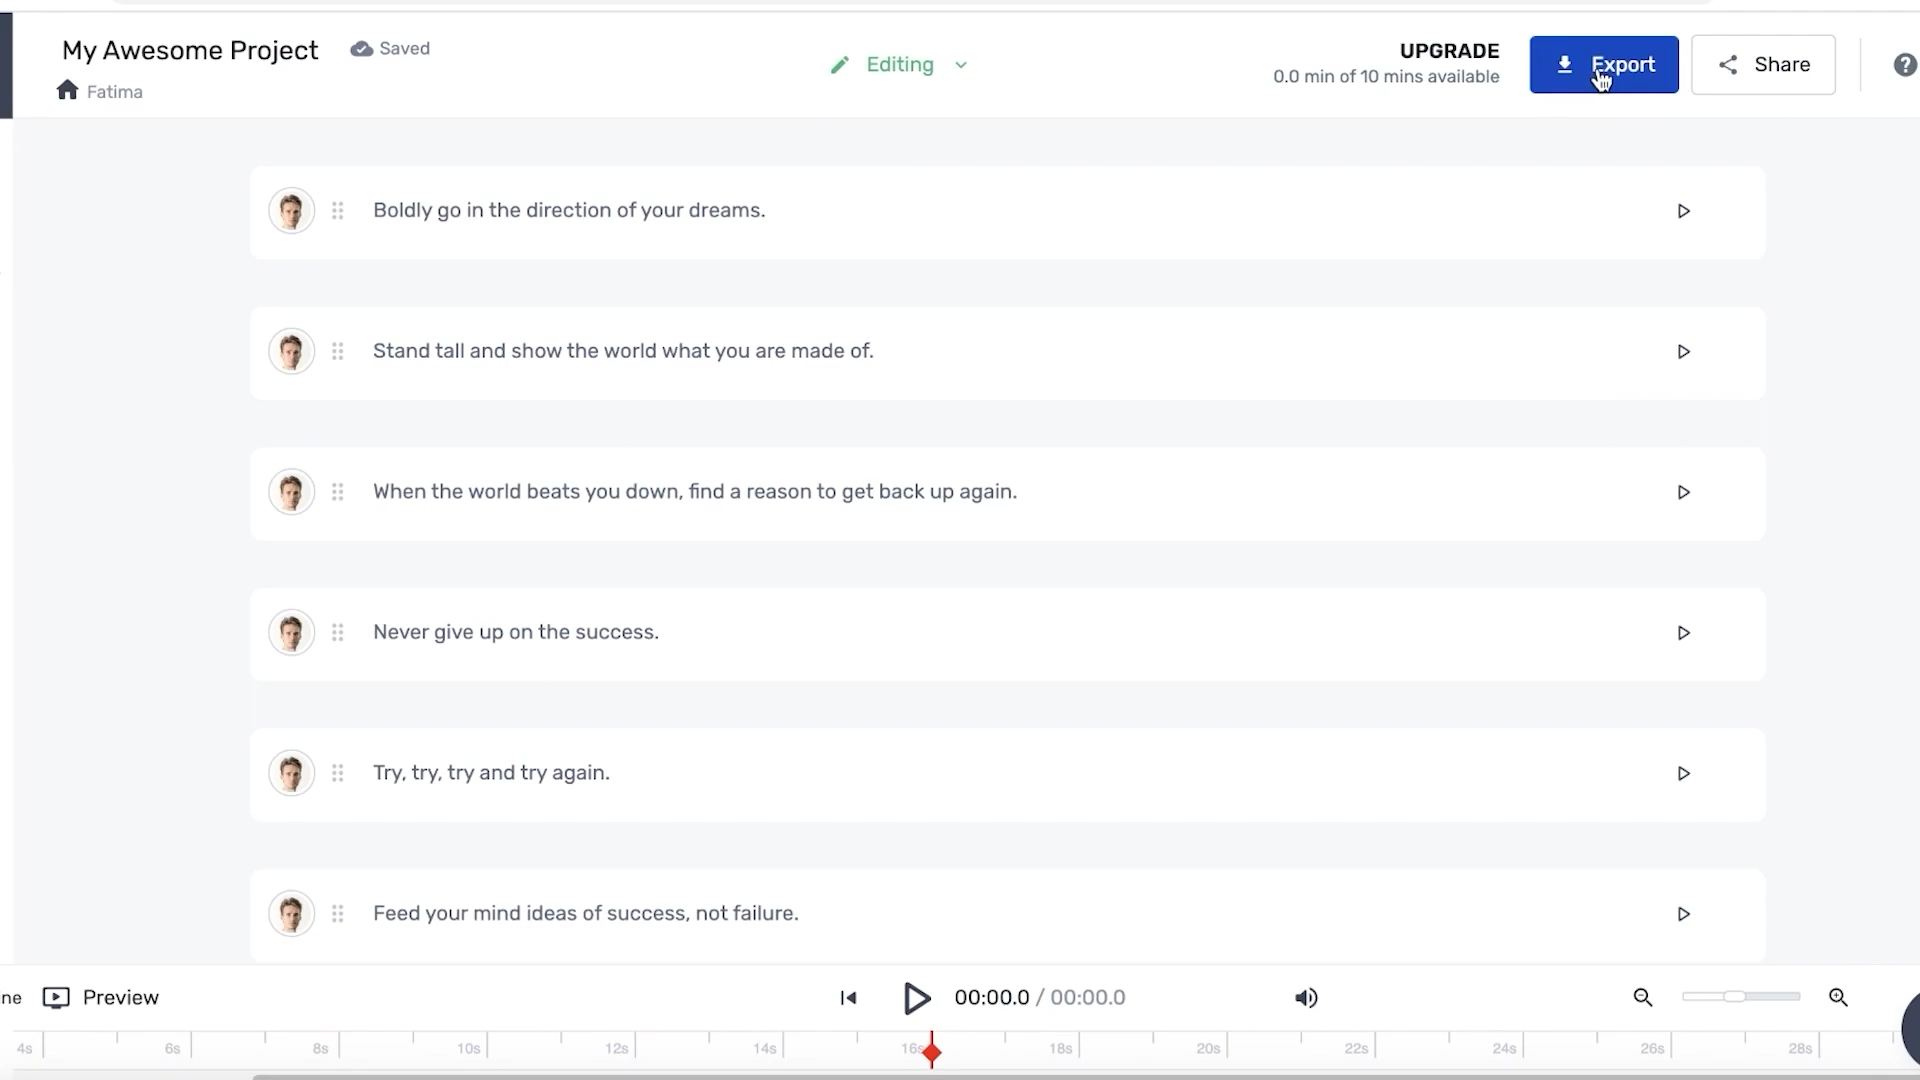 My Awesome Project
Saved
Fatima
Editing
UPGRADE
0.0 min of 10 mins available
Export
Share
?
Boldly go in the direction of your dreams.
Stand tall and show the world what you are made of.
When the world beats you down, find a reason to get back up again.
Never give up on the success.
Try, try, try and try again.
Feed your mind ideas of success, not failure.
ine
Preview
00:00.0 / 00:00.0
4s 6s 8s 10s 12s 14s 16s 18s 20s 22s 24s 26s 28s